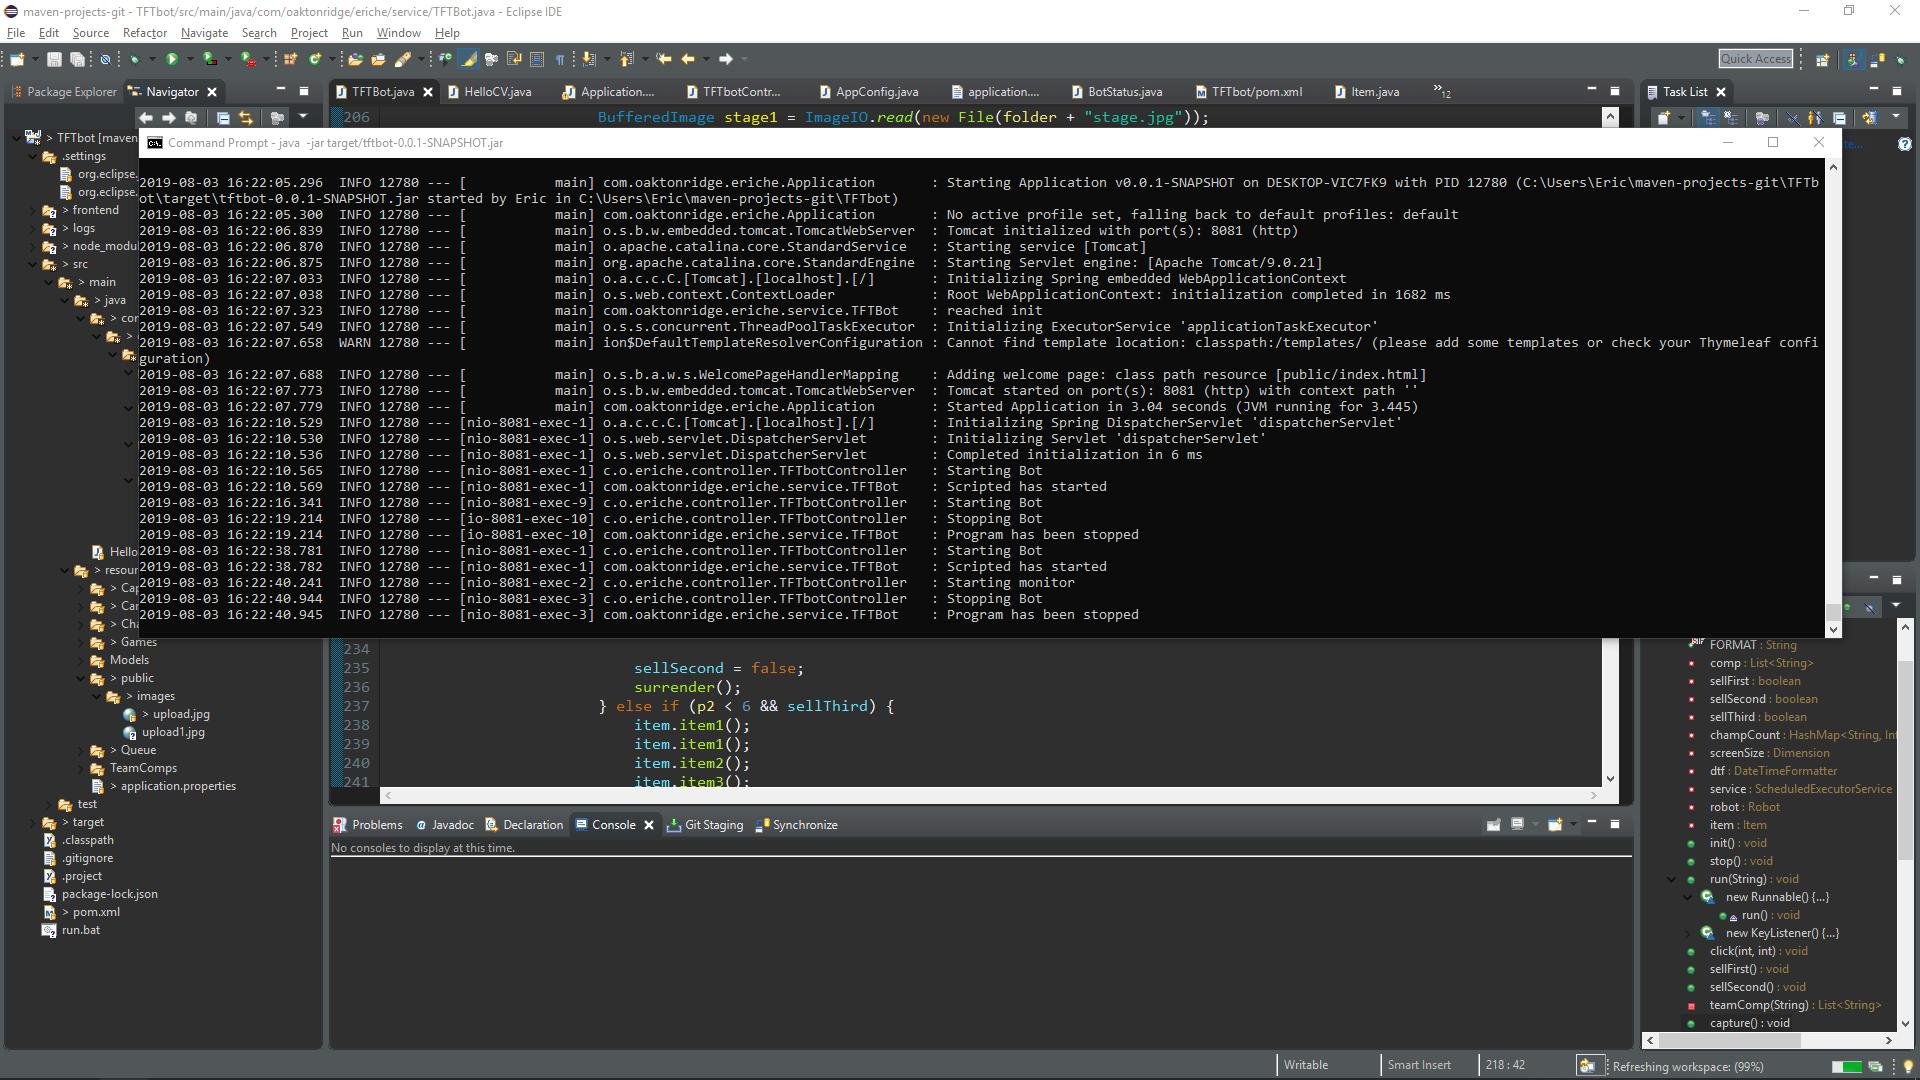 maven-projects-git - TFTbot/src/main/java/com/oaktonridge/eriche/service/TFTBot.java - Eclipse IDE
File Edit Source Refactor Navigate Search Project Run Window Help
Quick Access
Package Explorer Navigator
TFTBot.java HelloCV.java Application.... TFTbotContr... AppConfig.java application.... BotStatus.java TFTbot/pom.xml Item.java »12
Task List
206 BufferedImage stage1 = ImageIO.read(new File(folder + "stage.jpg"));
Command Prompt - java -jar target/tftbot-0.0.1-SNAPSHOT.jar
2019-08-03 16:22:05.296 INFO 12780 --- [ main] com.oaktonridge.eriche.Application : Starting Application v0.0.1-SNAPSHOT on DESKTOP-VIC7FK9 with PID 12780 (C:\Users\Eric\maven-projects-git\TFTb
ot\target\tftbot-0.0.1-SNAPSHOT.jar started by Eric in C:\Users\Eric\maven-projects-git\TFTbot)
2019-08-03 16:22:05.300 INFO 12780 --- [ main] com.oaktonridge.eriche.Application : No active profile set, falling back to default profiles: default
2019-08-03 16:22:06.839 INFO 12780 --- [ main] o.s.b.w.embedded.tomcat.TomcatWebServer : Tomcat initialized with port(s): 8081 (http)
2019-08-03 16:22:06.870 INFO 12780 --- [ main] o.apache.catalina.core.StandardService : Starting service [Tomcat]
2019-08-03 16:22:06.875 INFO 12780 --- [ main] org.apache.catalina.core.StandardEngine : Starting Servlet engine: [Apache Tomcat/9.0.21]
2019-08-03 16:22:07.033 INFO 12780 --- [ main] o.a.c.c.C.[Tomcat].[localhost].[/] : Initializing Spring embedded WebApplicationContext
2019-08-03 16:22:07.038 INFO 12780 --- [ main] o.s.web.context.ContextLoader : Root WebApplicationContext: initialization completed in 1682 ms
2019-08-03 16:22:07.323 INFO 12780 --- [ main] com.oaktonridge.eriche.service.TFTBot : reached init
2019-08-03 16:22:07.549 INFO 12780 --- [ main] o.s.s.concurrent.ThreadPoolTaskExecutor : Initializing ExecutorService 'applicationTaskExecutor'
2019-08-03 16:22:07.658 WARN 12780 --- [ main] ion$DefaultTemplateResolverConfiguration : Cannot find template location: classpath:/templates/ (please add some templates or check your Thymeleaf confi
guration)
2019-08-03 16:22:07.688 INFO 12780 --- [ main] o.s.b.a.w.s.WelcomePageHandlerMapping : Adding welcome page: class path resource [public/index.html]
2019-08-03 16:22:07.773 INFO 12780 --- [ main] o.s.b.w.embedded.tomcat.TomcatWebServer : Tomcat started on port(s): 8081 (http) with context path ''
2019-08-03 16:22:07.779 INFO 12780 --- [ main] com.oaktonridge.eriche.Application : Started Application in 3.04 seconds (JVM running for 3.445)
2019-08-03 16:22:10.529 INFO 12780 --- [nio-8081-exec-1] o.a.c.c.C.[Tomcat].[localhost].[/] : Initializing Spring DispatcherServlet 'dispatcherServlet'
2019-08-03 16:22:10.530 INFO 12780 --- [nio-8081-exec-1] o.s.web.servlet.DispatcherServlet : Initializing Servlet 'dispatcherServlet'
2019-08-03 16:22:10.536 INFO 12780 --- [nio-8081-exec-1] o.s.web.servlet.DispatcherServlet : Completed initialization in 6 ms
2019-08-03 16:22:10.565 INFO 12780 --- [nio-8081-exec-1] c.o.eriche.controller.TFTbotController : Starting Bot
2019-08-03 16:22:10.569 INFO 12780 --- [nio-8081-exec-1] com.oaktonridge.eriche.service.TFTBot : Scripted has started
2019-08-03 16:22:16.341 INFO 12780 --- [nio-8081-exec-9] c.o.eriche.controller.TFTbotController : Starting Bot
2019-08-03 16:22:19.214 INFO 12780 --- [io-8081-exec-10] c.o.eriche.controller.TFTbotController : Stopping Bot
2019-08-03 16:22:19.214 INFO 12780 --- [io-8081-exec-10] com.oaktonridge.eriche.service.TFTBot : Program has been stopped
2019-08-03 16:22:38.781 INFO 12780 --- [nio-8081-exec-1] c.o.eriche.controller.TFTbotController : Starting Bot
2019-08-03 16:22:38.782 INFO 12780 --- [nio-8081-exec-1] com.oaktonridge.eriche.service.TFTBot : Scripted has started
2019-08-03 16:22:40.241 INFO 12780 --- [nio-8081-exec-2] c.o.eriche.controller.TFTbotController : Starting monitor
2019-08-03 16:22:40.944 INFO 12780 --- [nio-8081-exec-3] c.o.eriche.controller.TFTbotController : Stopping Bot
2019-08-03 16:22:40.945 INFO 12780 --- [nio-8081-exec-3] com.oaktonridge.eriche.service.TFTBot : Program has been stopped
> TFTbot [maven
.settings
org.eclipse.
org.eclipse.
> frontend
> logs
> node_modu
> src
> main
> java
> cor
Hello
> resour
> Cap
> Car
> Cha
> Games
Models
> public
> images
> upload.jpg
upload1.jpg
> Queue
TeamComps
> application.properties
test
> target
.classpath
.gitignore
.project
package-lock.json
> pom.xml
run.bat
234
235 sellSecond = false;
236 surrender();
237 } else if (p2 < 6 && sellThird) {
238 item.item1();
239 item.item1();
240 item.item2();
241 item.item3();
Problems Javadoc Declaration Console Git Staging Synchronize
No consoles to display at this time.
FORMAT : String
comp : List<String>
sellFirst : boolean
sellSecond : boolean
sellThird : boolean
champCount : HashMap<String, Int
screenSize : Dimension
dtf : DateTimeFormatter
service : ScheduledExecutorService
robot : Robot
item : Item
init() : void
stop() : void
run(String) : void
new Runnable() {...}
run() : void
new KeyListener() {...}
click(int, int) : void
sellFirst() : void
sellSecond() : void
teamComp(String) : List<String>
capture() : void
Writable Smart Insert 218 : 42 Refreshing workspace: (99%)